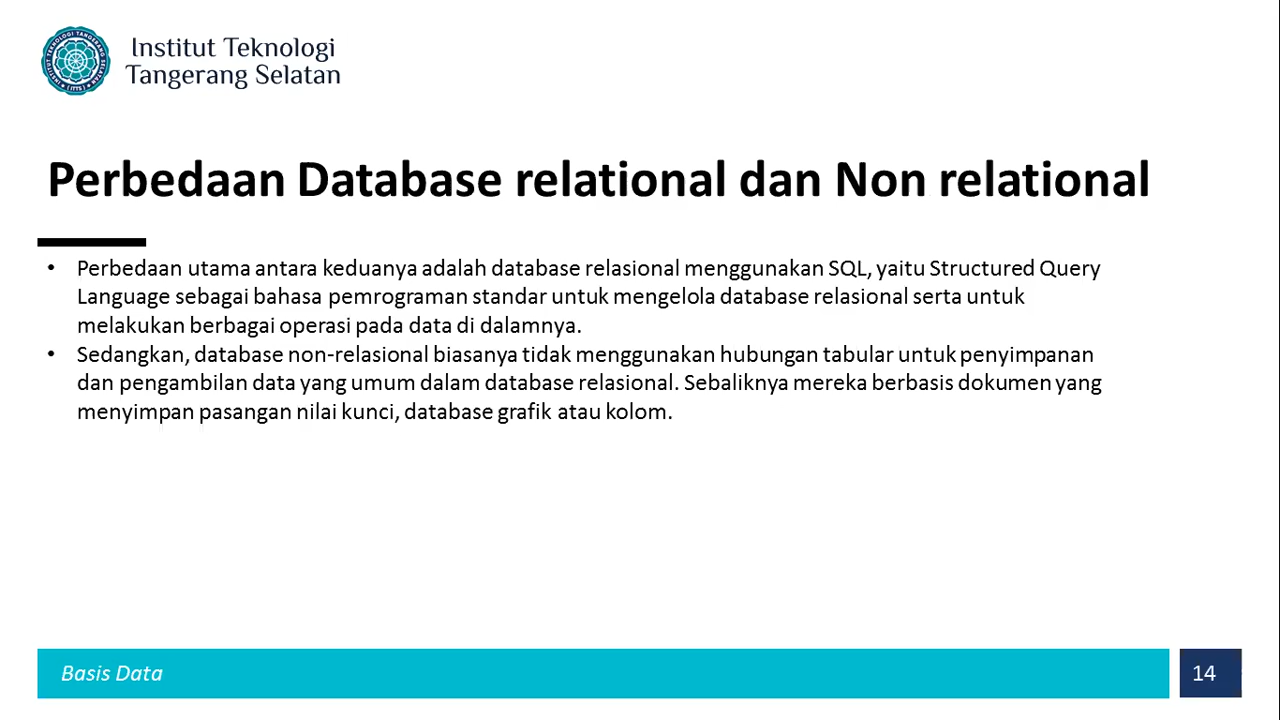 Institut Teknologi
Tangerang Selatan
Perbedaan Database relational dan Non relational
• Perbedaan utama antara keduanya adalah database relasional menggunakan SQL, yaitu Structured Query
Language sebagai bahasa pemrograman standar untuk mengelola database relasional serta untuk
melakukan berbagai operasi pada data di dalamnya.
• Sedangkan, database non-relasional biasanya tidak menggunakan hubungan tabular untuk penyimpanan
dan pengambilan data yang umum dalam database relasional. Sebaliknya mereka berbasis dokumen yang
menyimpan pasangan nilai kunci, database grafik atau kolom.
Basis Data
14